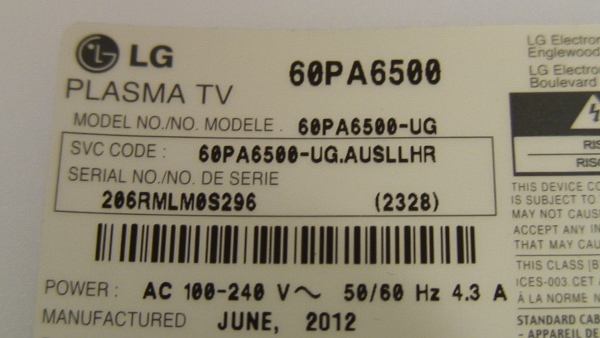 LG 60PA6500
PLASMA TV
MODEL NO./NO. MODELE : 60PA6500-UG
SVC CODE : 60PA6500-UG.AUSLLHR
SERIAL NO./NO. DE SERIE
206RMLM0S296 (2328)
POWER : AC 100-240 V~ 50/60 Hz 4.3 A
MANUFACTURED JUNE, 2012
LG Electron
Englewood
LG Electro
Boulevard
RIS
THIS DEVICE CO
IS SUBJECT TO
MAY NOT CAUS
ACCEPT ANY IN
THAT MAY CAU
THIS CLASS [B
ICES-003.CET A
À LA NORME N
STANDARD CAB
- APPAREIL DE